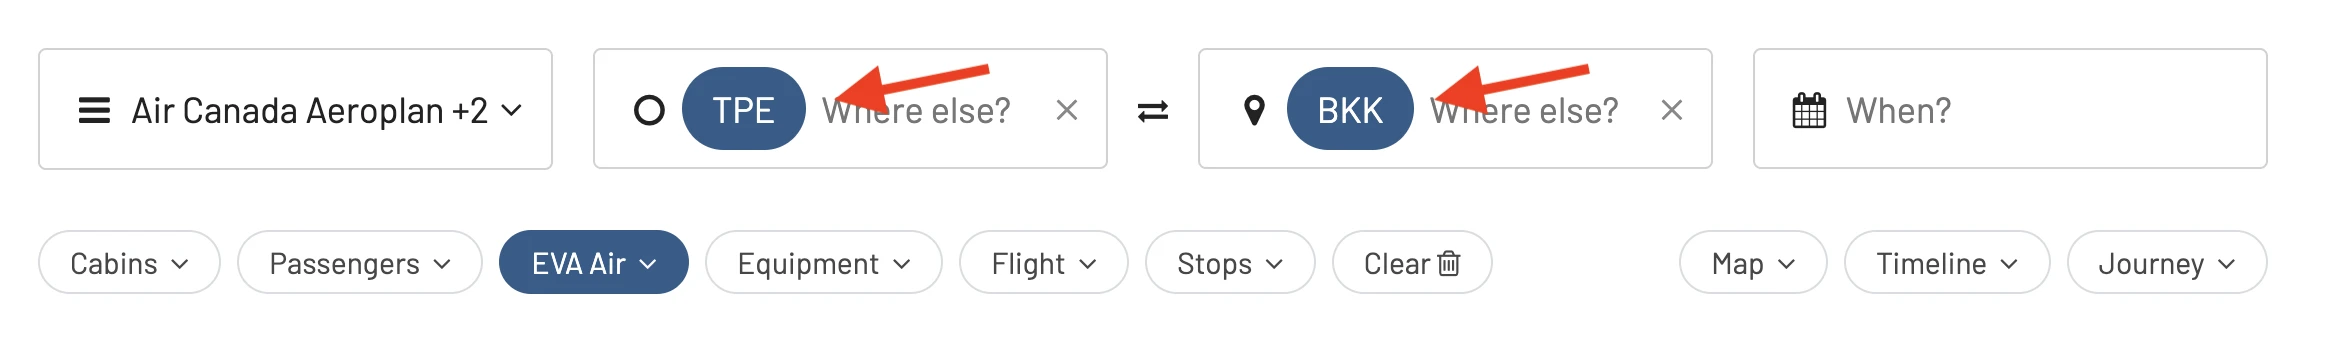 Air Canada Aeroplan +2 TPE Where else? BKK Where else? When?
Cabins Passengers EVA Air Equipment Flight Stops Clear Map Timeline Journey